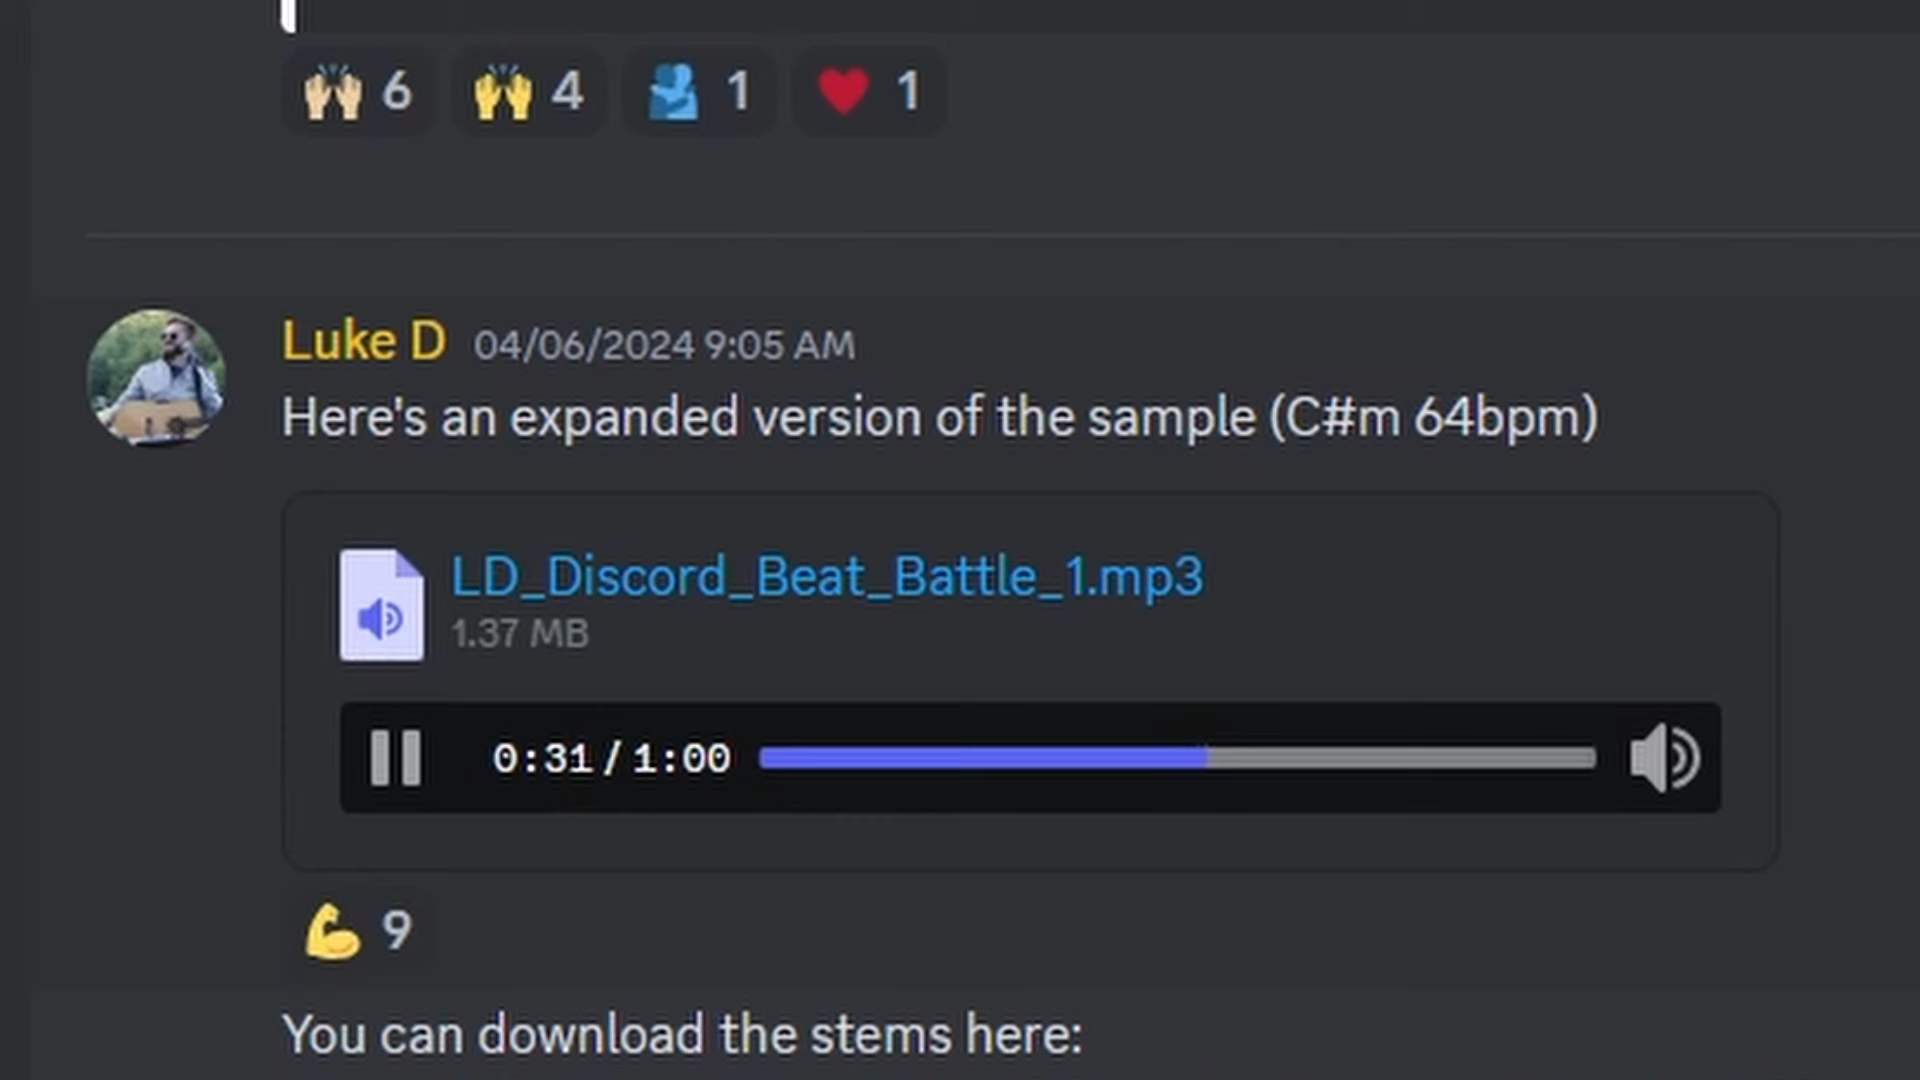 6 4 1 1
Luke D 04/06/2024 9:05 AM
Here's an expanded version of the sample (C#m 64bpm)
LD_Discord_Beat_Battle_1.mp3
1.37 MB
0:31 / 1:00
9
You can download the stems here: